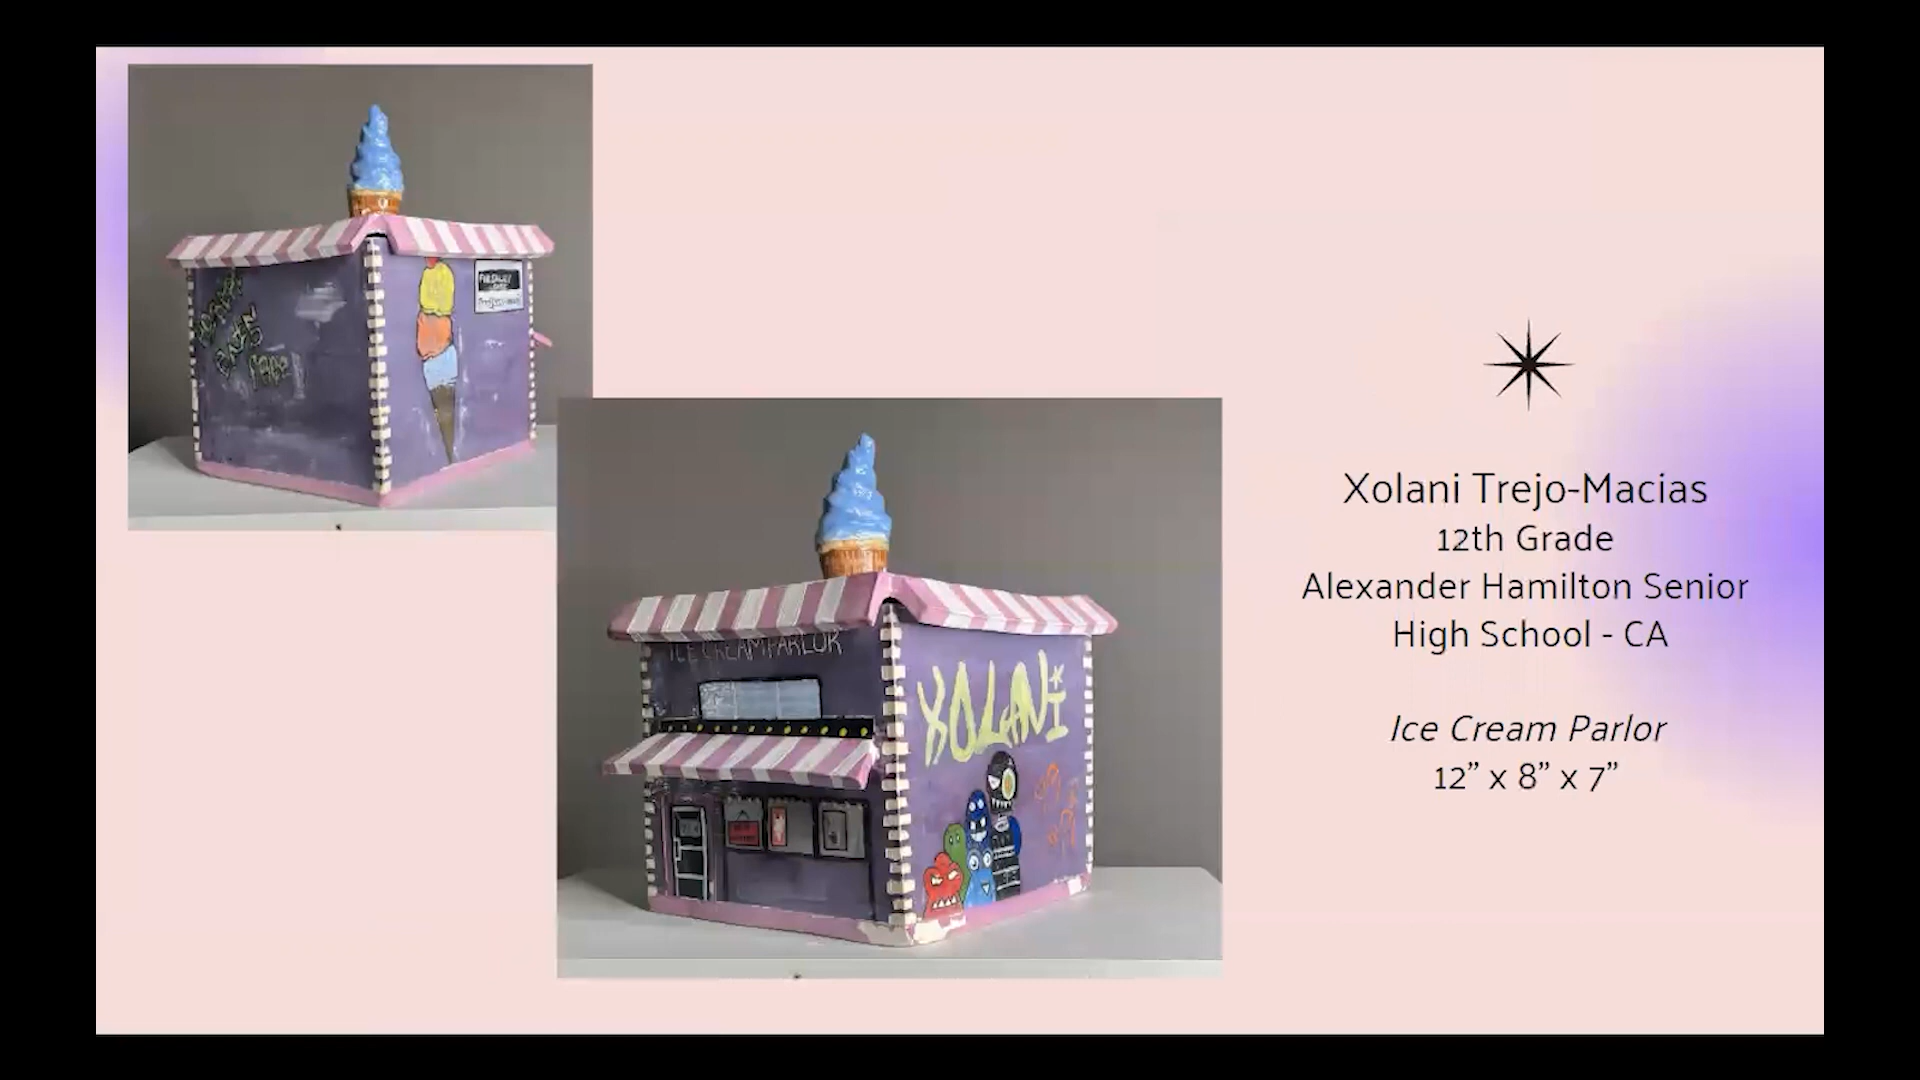 Xolani Trejo-Macias
12th Grade
Alexander Hamilton Senior
High School - CA
Ice Cream Parlor
12” x 8” x 7”
ICE CREAM PARLOR
XOLANI